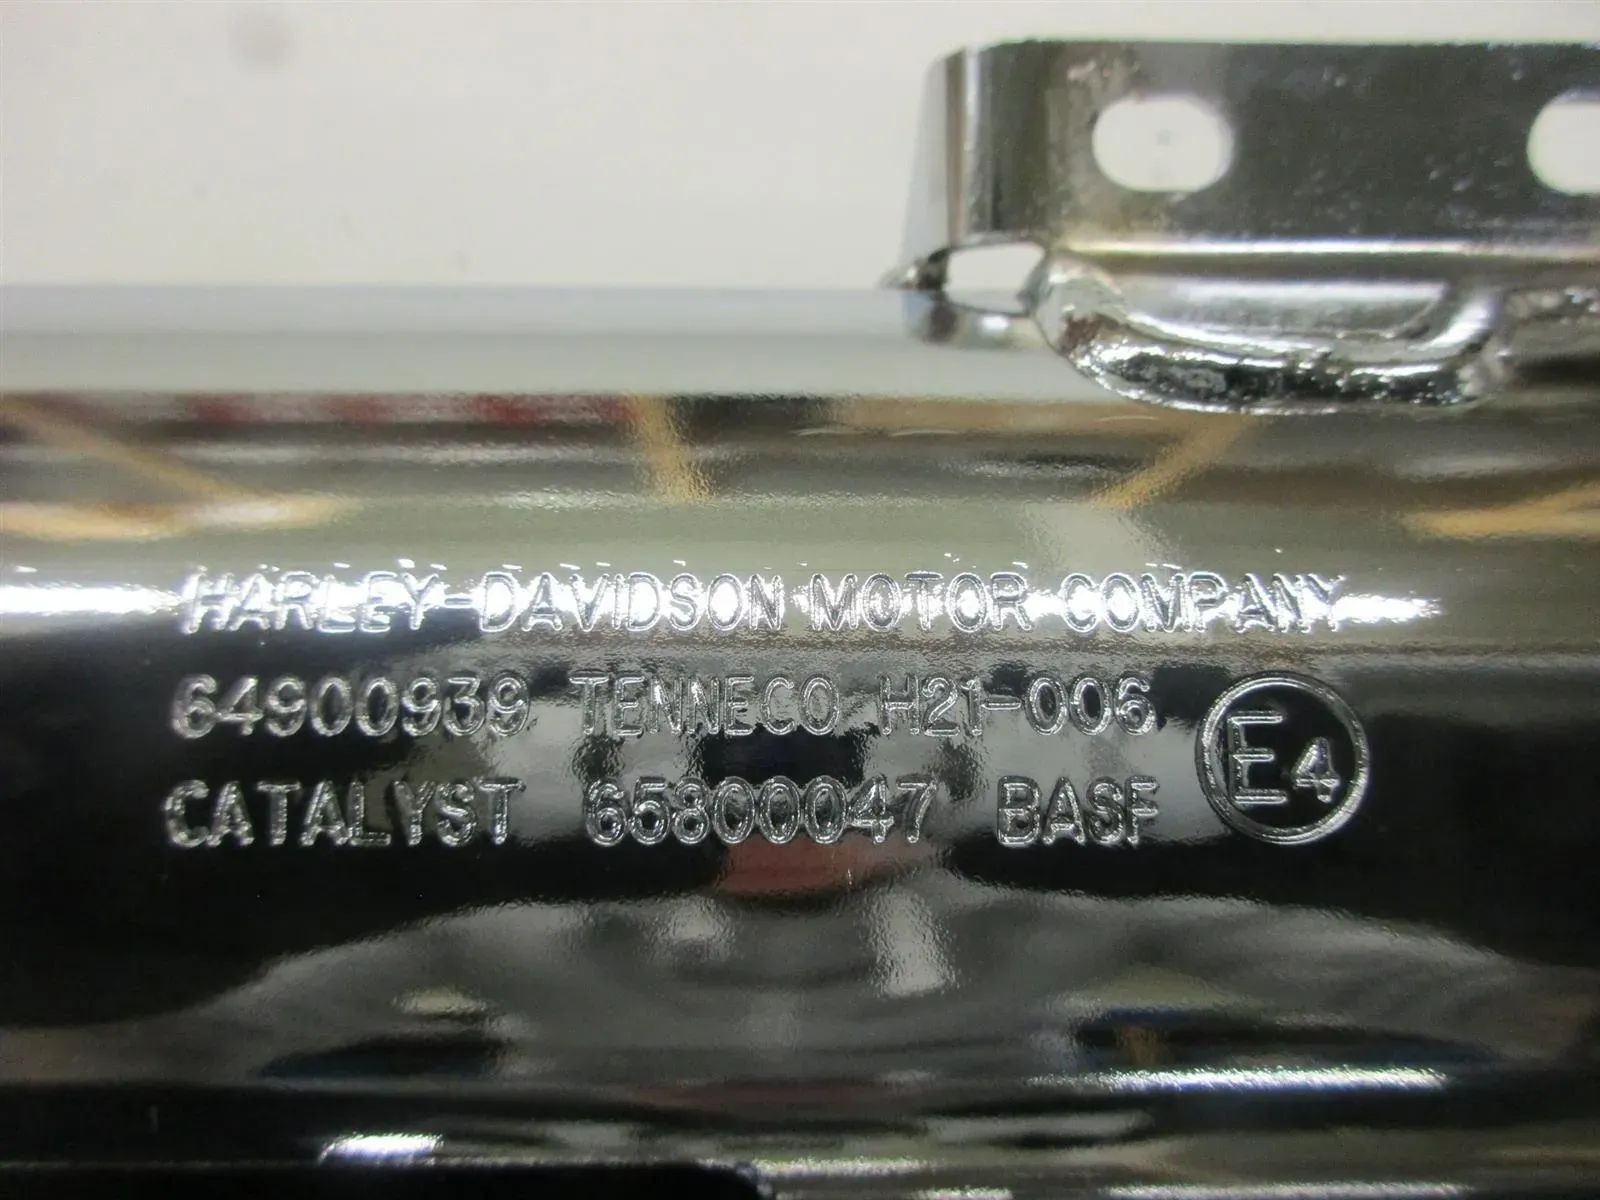 HARLEY-DAVIDSON MOTOR COMPANY
64900939 TENNECO H21-006
CATALYST 65800047 BASF
E4